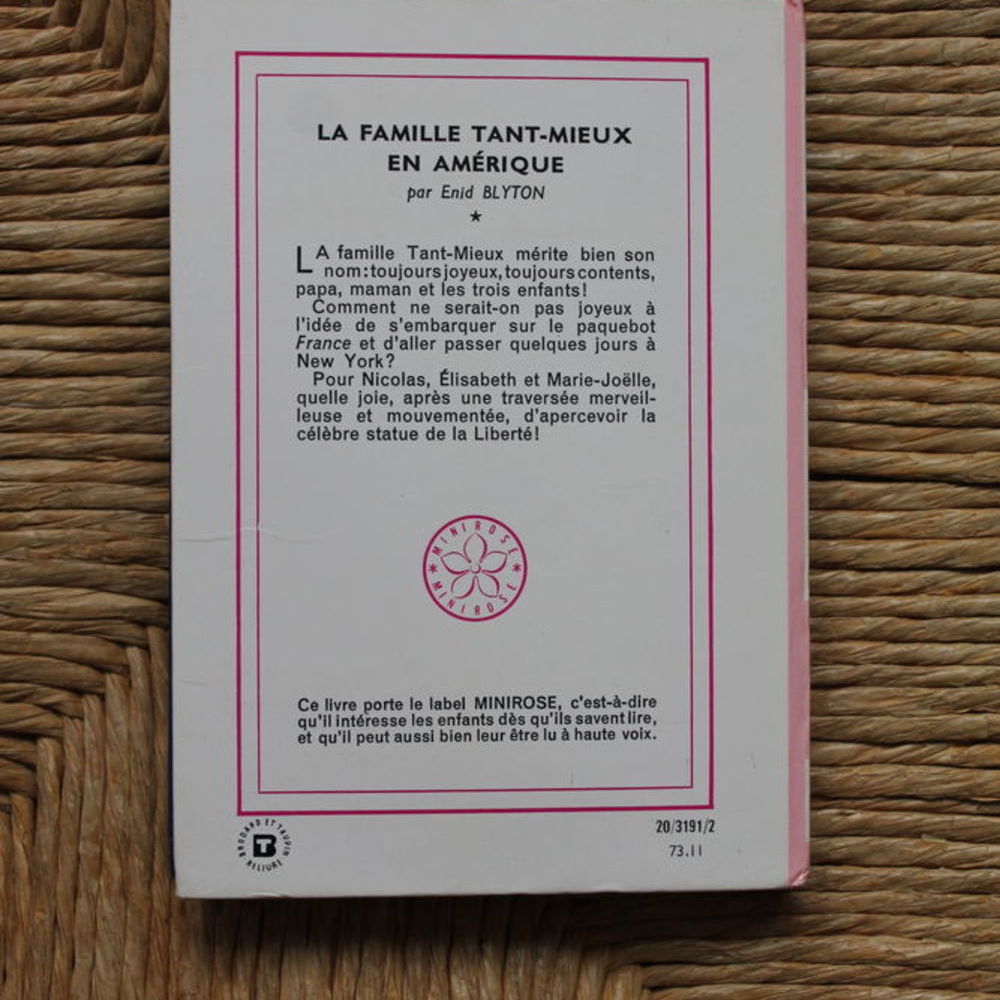 LA FAMILLE TANT-MIEUX
EN AMÉRIQUE
par Enid BLYTON
★
LA famille Tant-Mieux mérite bien son
nom: toujours joyeux, toujours contents,
papa, maman et les trois enfants!
Comment ne serait-on pas joyeux à
l'idée de s'embarquer sur le paquebot
France et d'aller passer quelques jours à
New York?
Pour Nicolas, Élisabeth et Marie-Joëlle,
quelle joie, après une traversée merveil-
leuse et mouvementée, d'apercevoir la
célèbre statue de la Liberté!
MINIROSE
* MINIROSE *
Ce livre porte le label MINIROSE, c'est-à-dire
qu'il intéresse les enfants dès qu'ils savent lire,
et qu'il peut aussi bien leur être lu à haute voix.
BRODARD ET TAUPIN
BT
RELIURE
20/3191/2
73.11